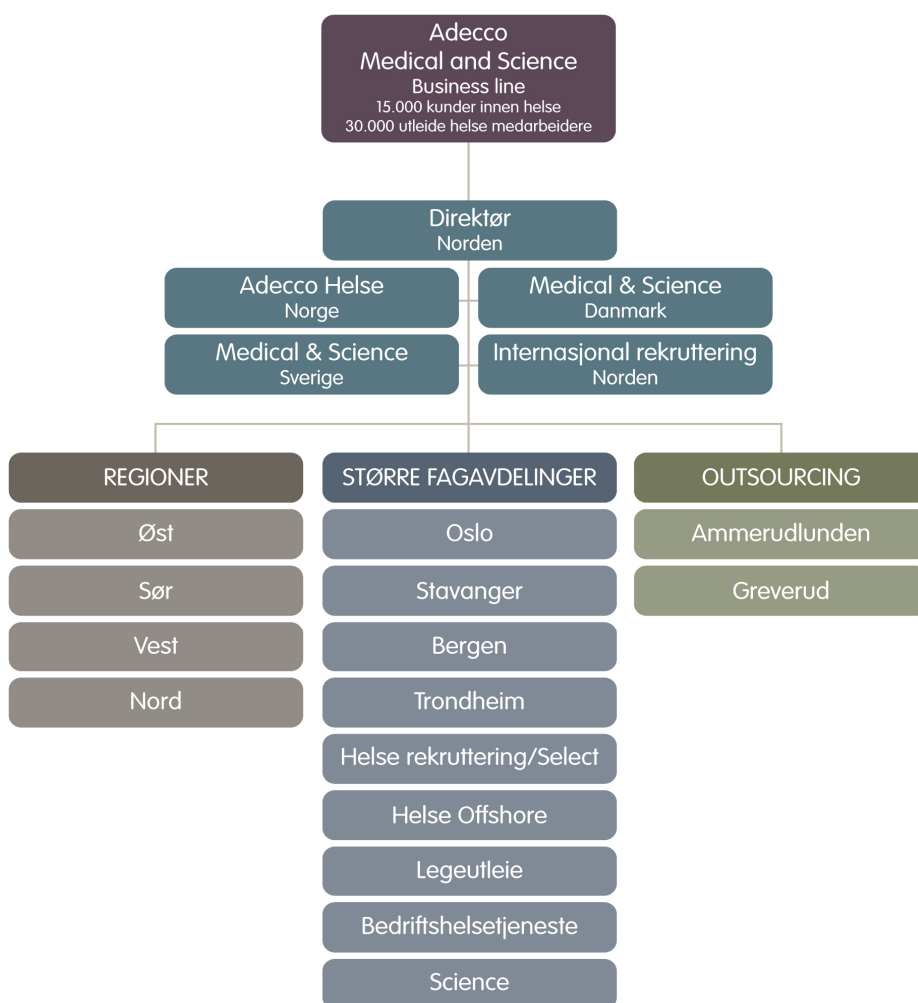 Adecco
Medical and Science
Business line
15.000 kunder innen helse
30.000 utleide helse medarbeidere
Direktør
Norden
Adecco Helse
Norge
Medical & Science
Danmark
Medical & Science
Sverige
Internasjonal rekruttering
Norden
REGIONER
Øst
Sør
Vest
Nord
STØRRE FAGAVDELINGER
Oslo
Stavanger
Bergen
Trondheim
Helse rekruttering/Select
Helse Offshore
Legeutleie
Bedriftshelsetjeneste
Science
OUTSOURCING
Ammerudlunden
Greverud